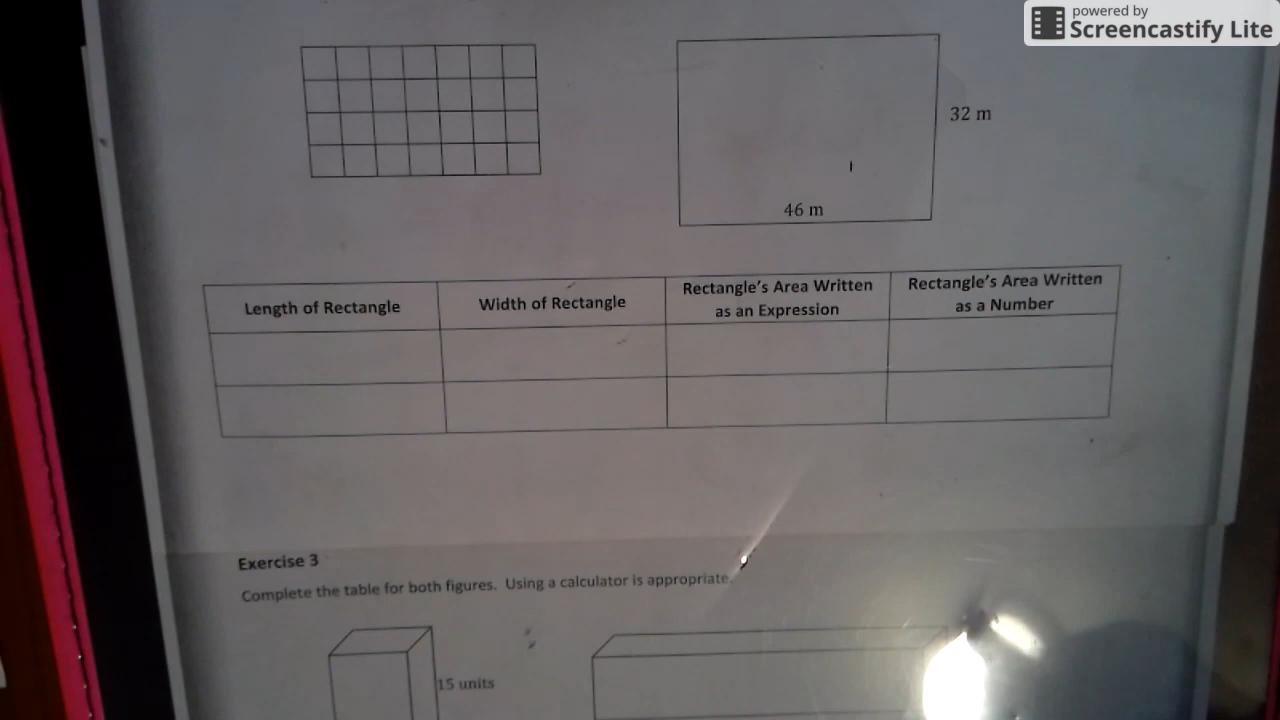 powered by
Screencastify Lite
32 m
46 m
Length of Rectangle
Width of Rectangle
Rectangle's Area Written
as an Expression
Rectangle's Area Written
as a Number
Exercise 3
Complete the table for both figures. Using a calculator is appropriate.
15 units